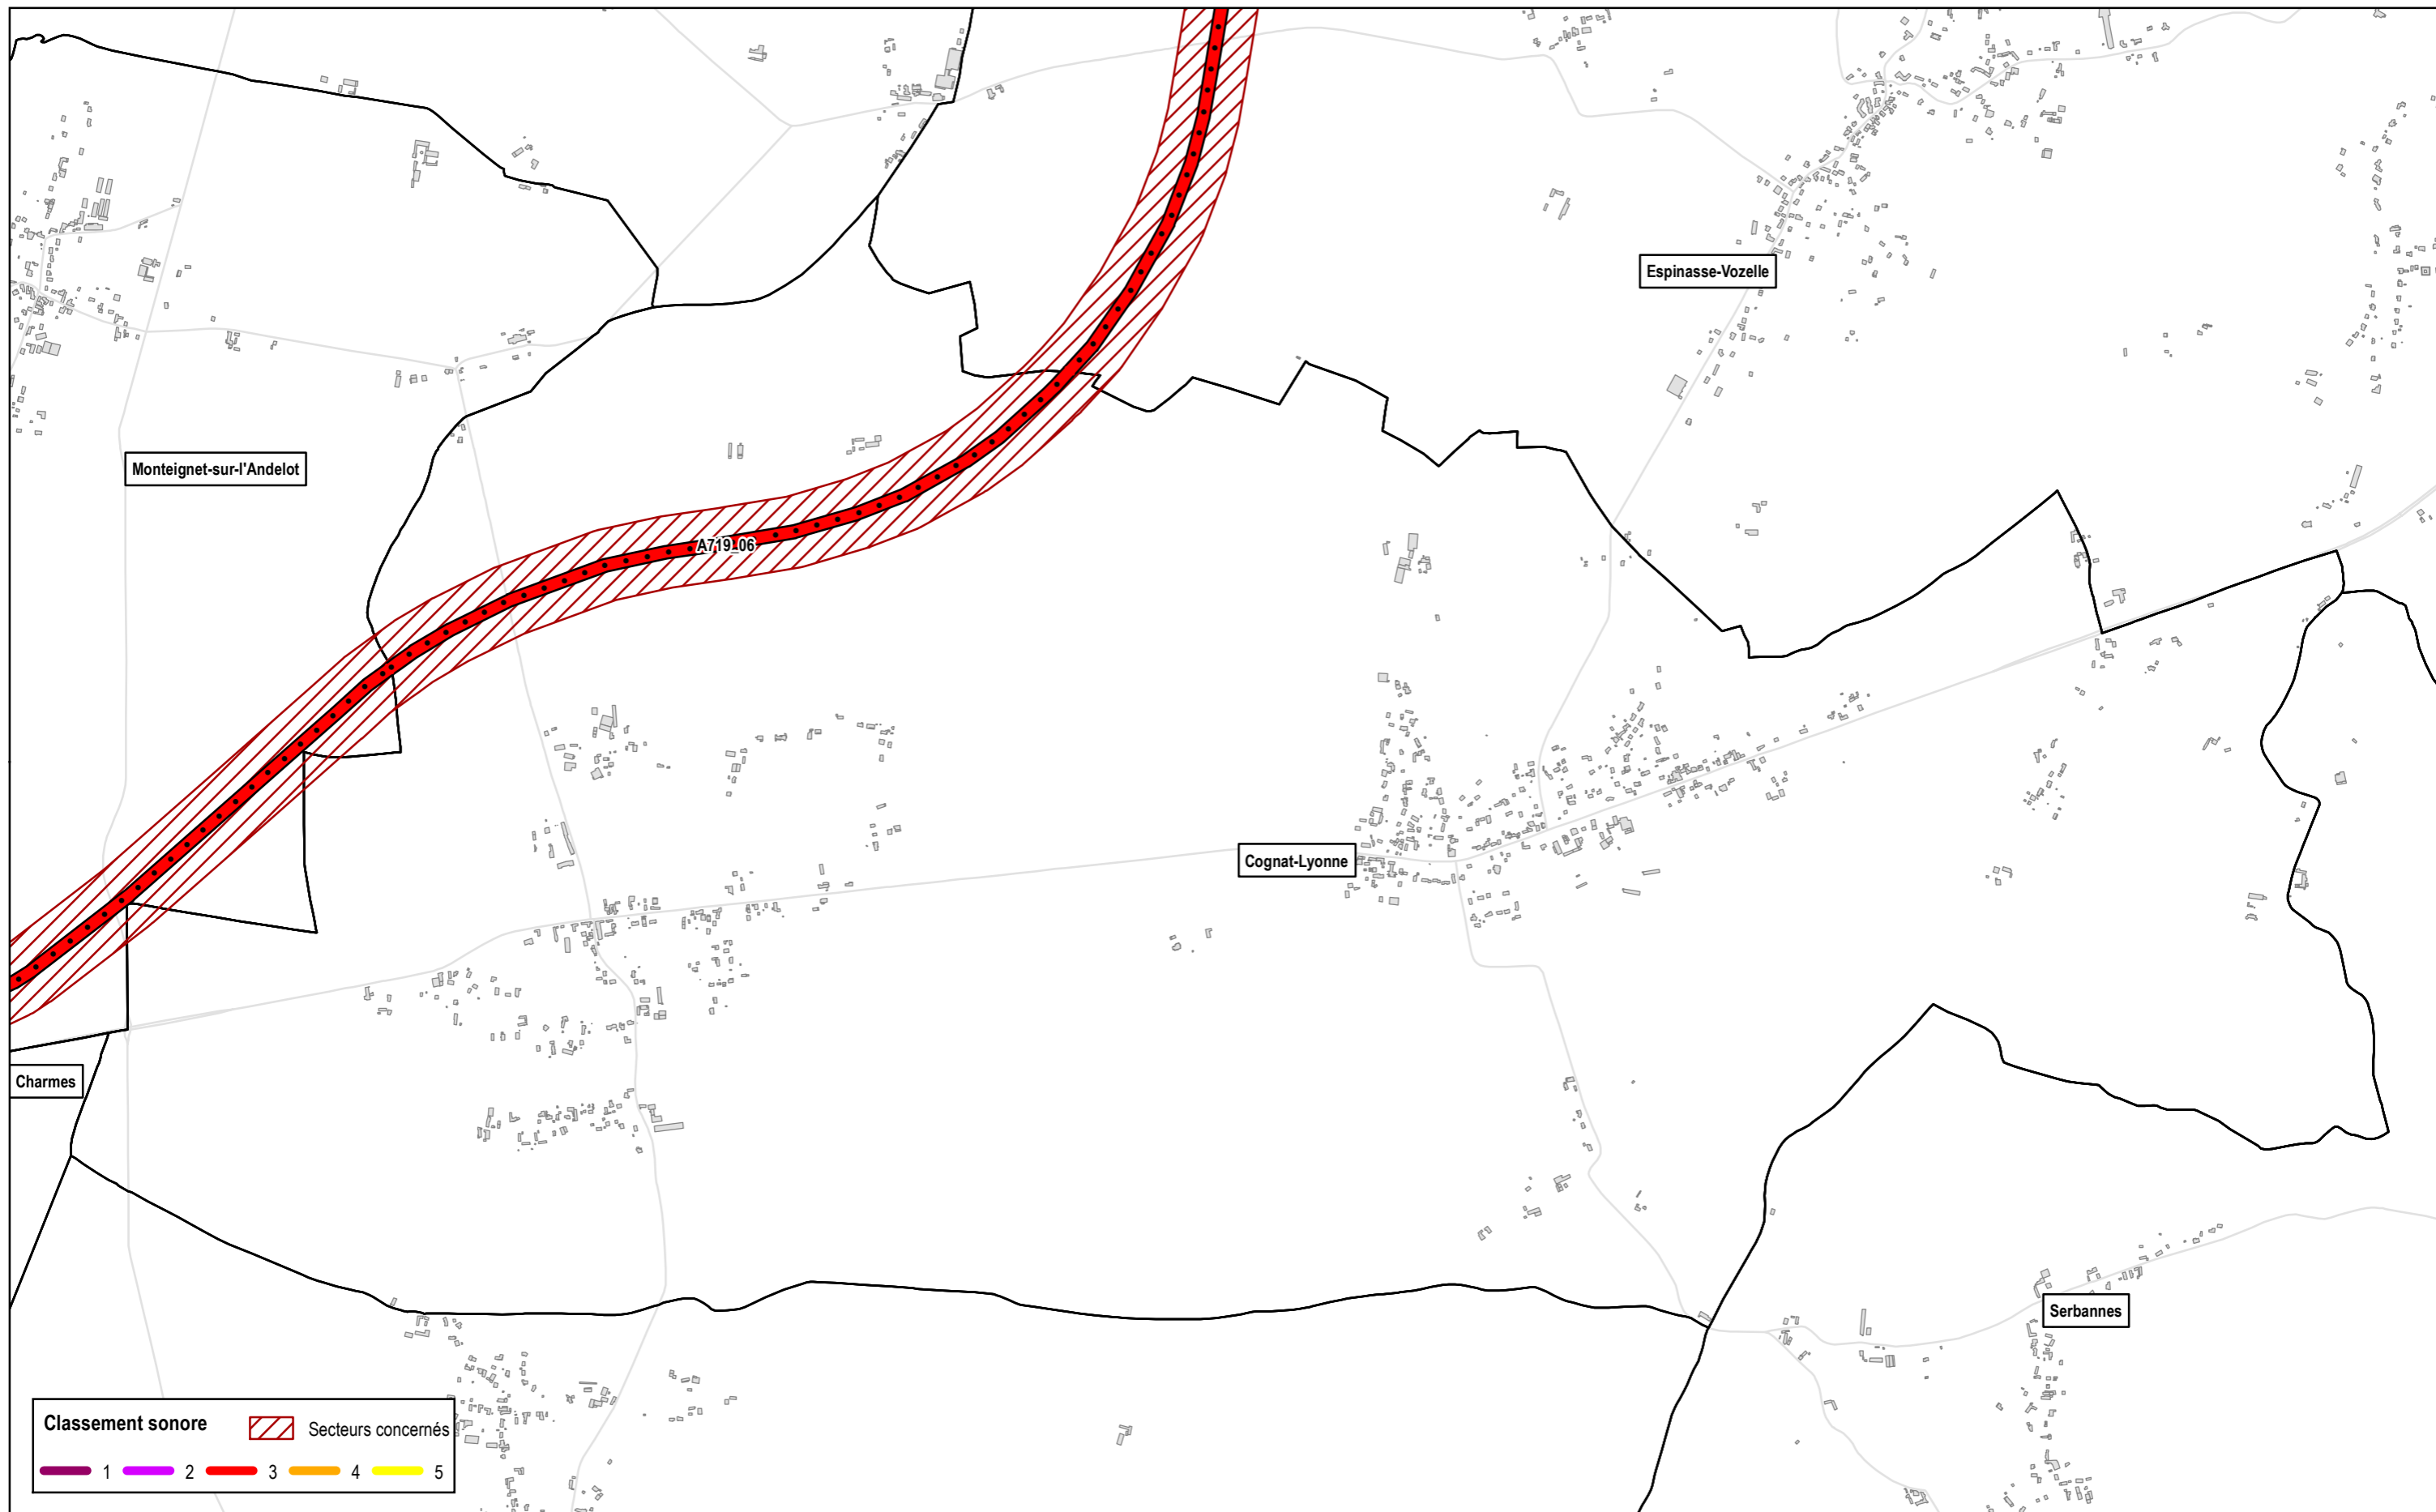 Espinasse-Vozelle
Monteignet-sur-l'Andelot
A719_06
Cognat-Lyonne
Charmes
Serbannes
Classement sonore
Secteurs concernés
1 2 3 4 5